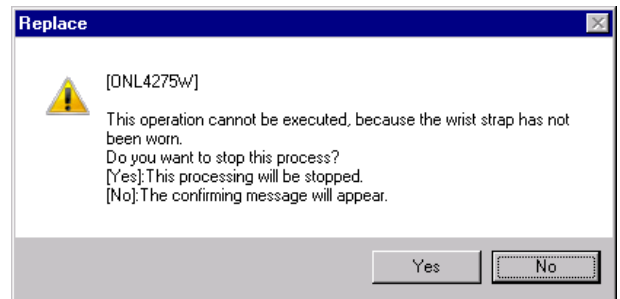 Replace
[ONL4275W]
This operation cannot be executed, because the wrist strap has not
been worn.
Do you want to stop this process?
[Yes]:This processing will be stopped.
[No]:The confirming message will appear.
Yes
No